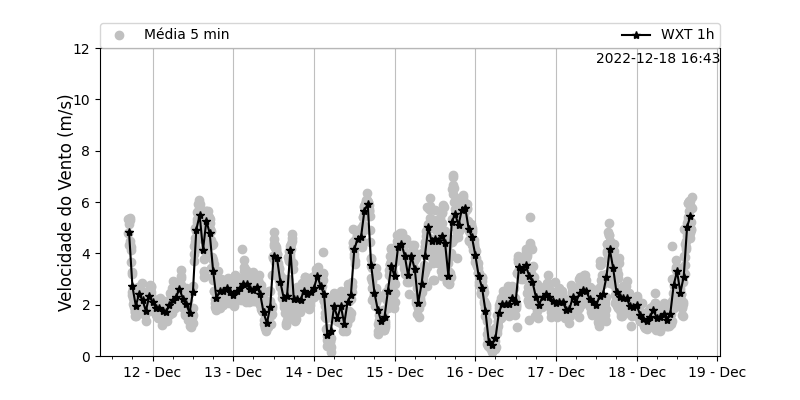 Média 5 min
WXT 1h
2022-12-18 16:43
Velocidade do Vento (m/s)
12
10
8
6
4
2
0
12 - Dec 13 - Dec 14 - Dec 15 - Dec 16 - Dec 17 - Dec 18 - Dec 19 - Dec